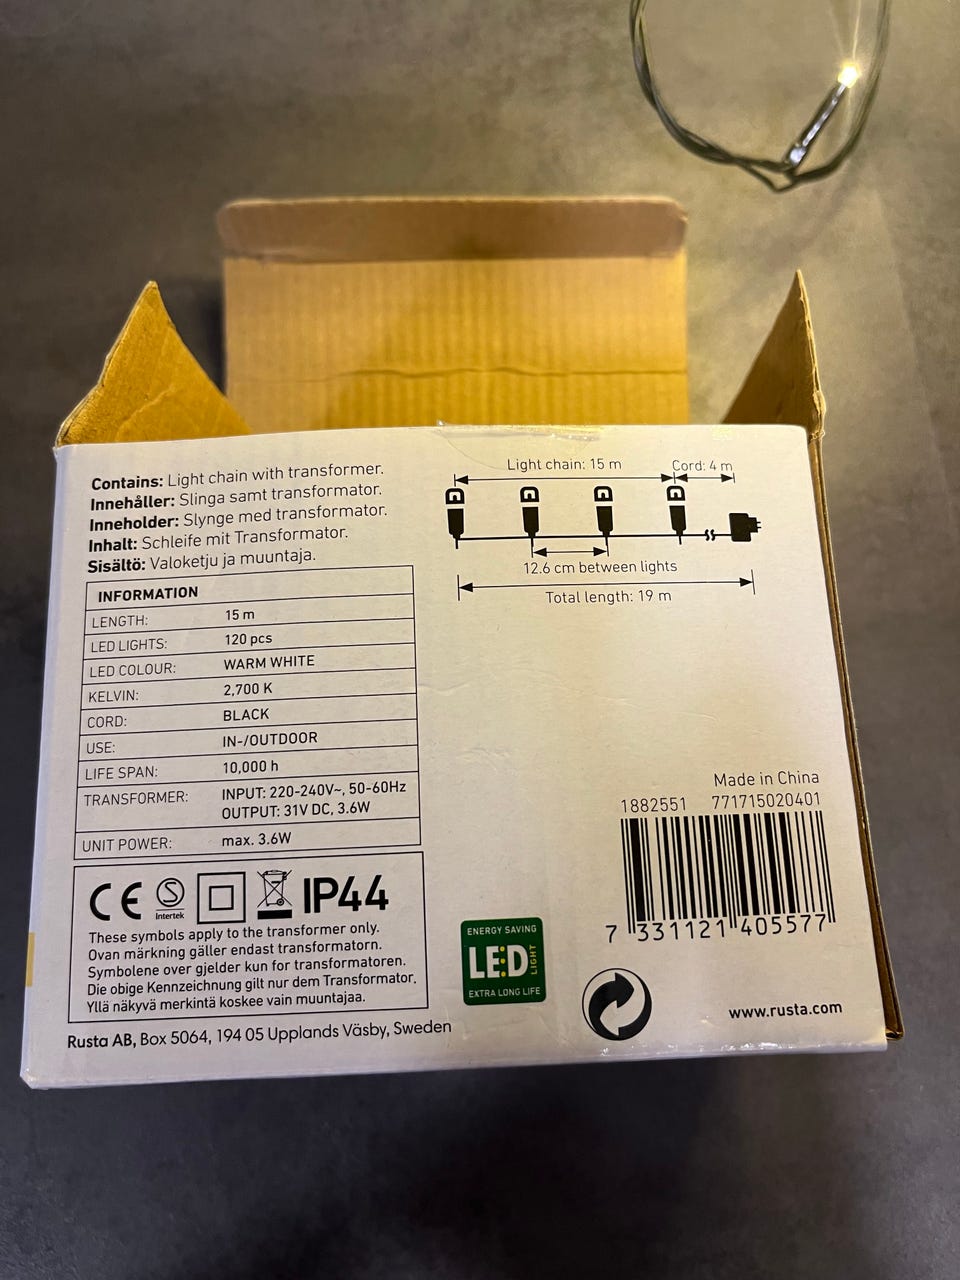 Contains: Light chain with transformer.
Innehåller: Slinga samt transformator.
Inneholder: Slynge med transformator.
Inhalt: Schleife mit Transformator.
Sisältö: Valoketju ja muuntaja.
INFORMATION
LENGTH: 15 m
LED LIGHTS: 120 pcs
LED COLOUR: WARM WHITE
KELVIN: 2,700 K
CORD: BLACK
USE: IN-/OUTDOOR
LIFE SPAN: 10,000 h
TRANSFORMER: INPUT: 220-240V~, 50-60Hz
OUTPUT: 31V DC, 3.6W
UNIT POWER: max. 3.6W
CE S Intertek IP44
These symbols apply to the transformer only.
Ovan märkning gäller endast transformatorn.
Symbolene over gjelder kun for transformatoren.
Die obige Kennzeichnung gilt nur dem Transformator.
Yllä näkyvä merkintä koskee vain muuntajaa.
Rusta AB, Box 5064, 194 05 Upplands Väsby, Sweden
Light chain: 15 m Cord: 4 m
12.6 cm between lights
Total length: 19 m
Made in China
1882551 771715020401
7 331121 405577
ENERGY SAVING
LED LIGHT
EXTRA LONG LIFE
www.rusta.com